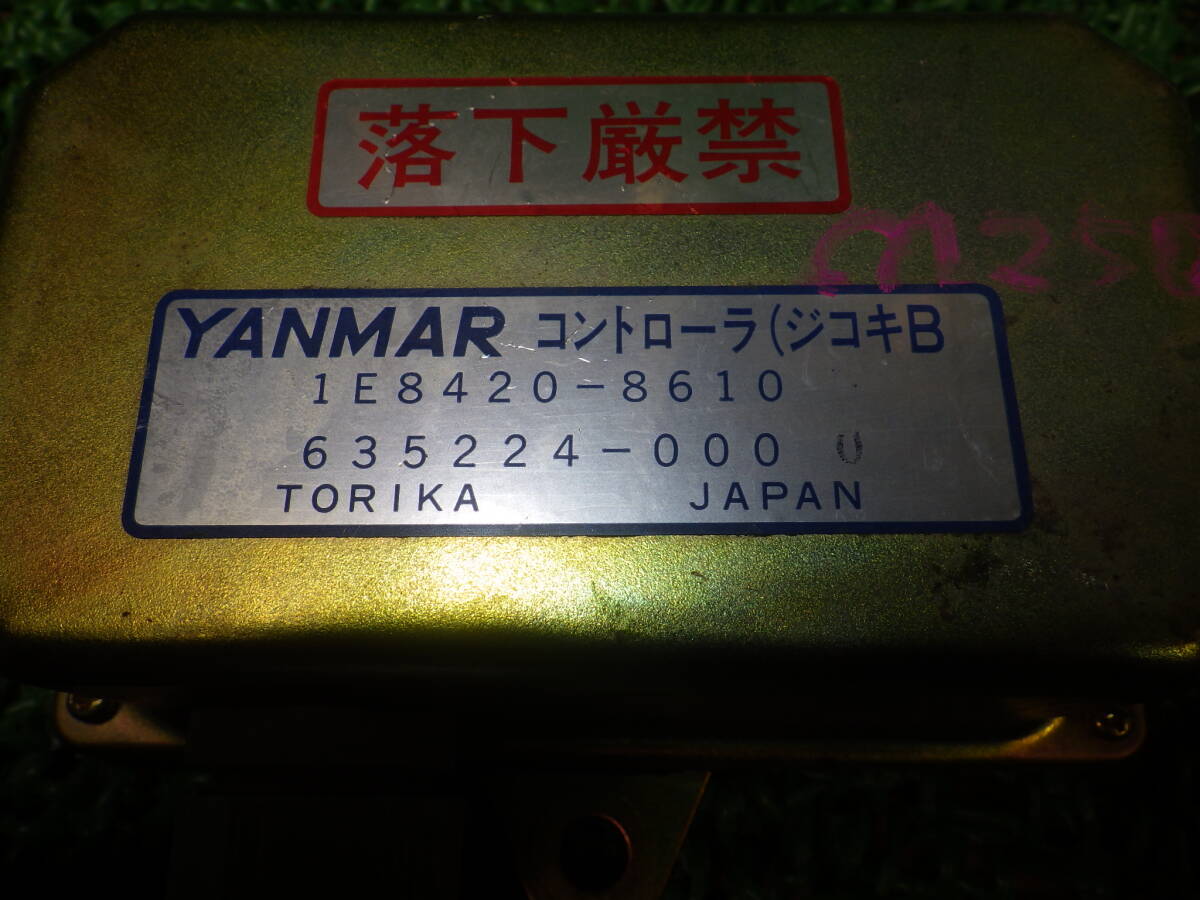 落下厳禁
YANMAR コントローラ(ジコキB
1E8420-8610
635224-000 U
TORIKA JAPAN